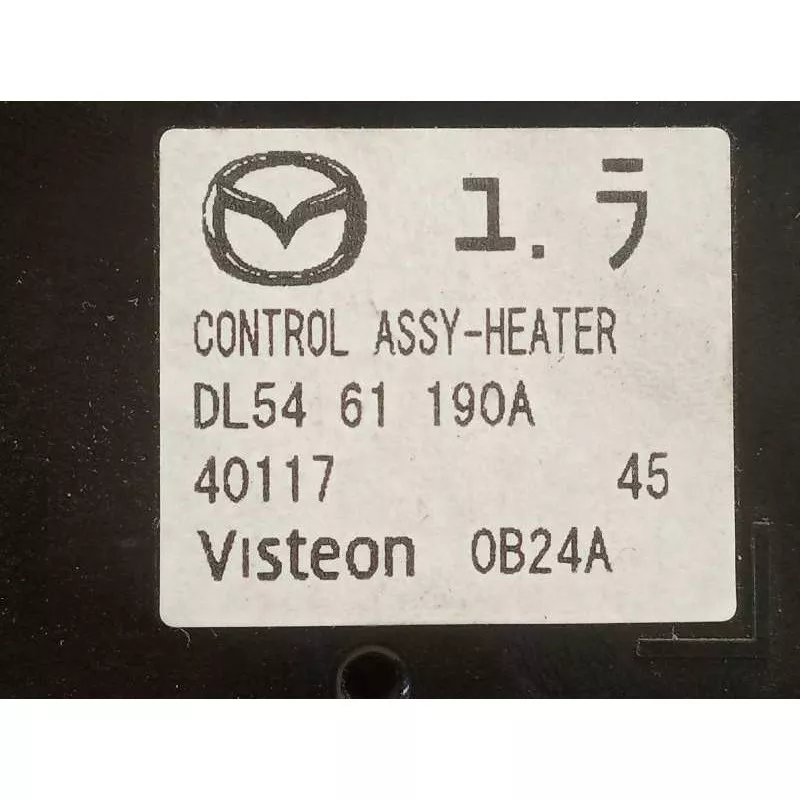 1. ラ
CONTROL ASSY-HEATER
DL54 61 190A
40117 45
Visteon 0B24A